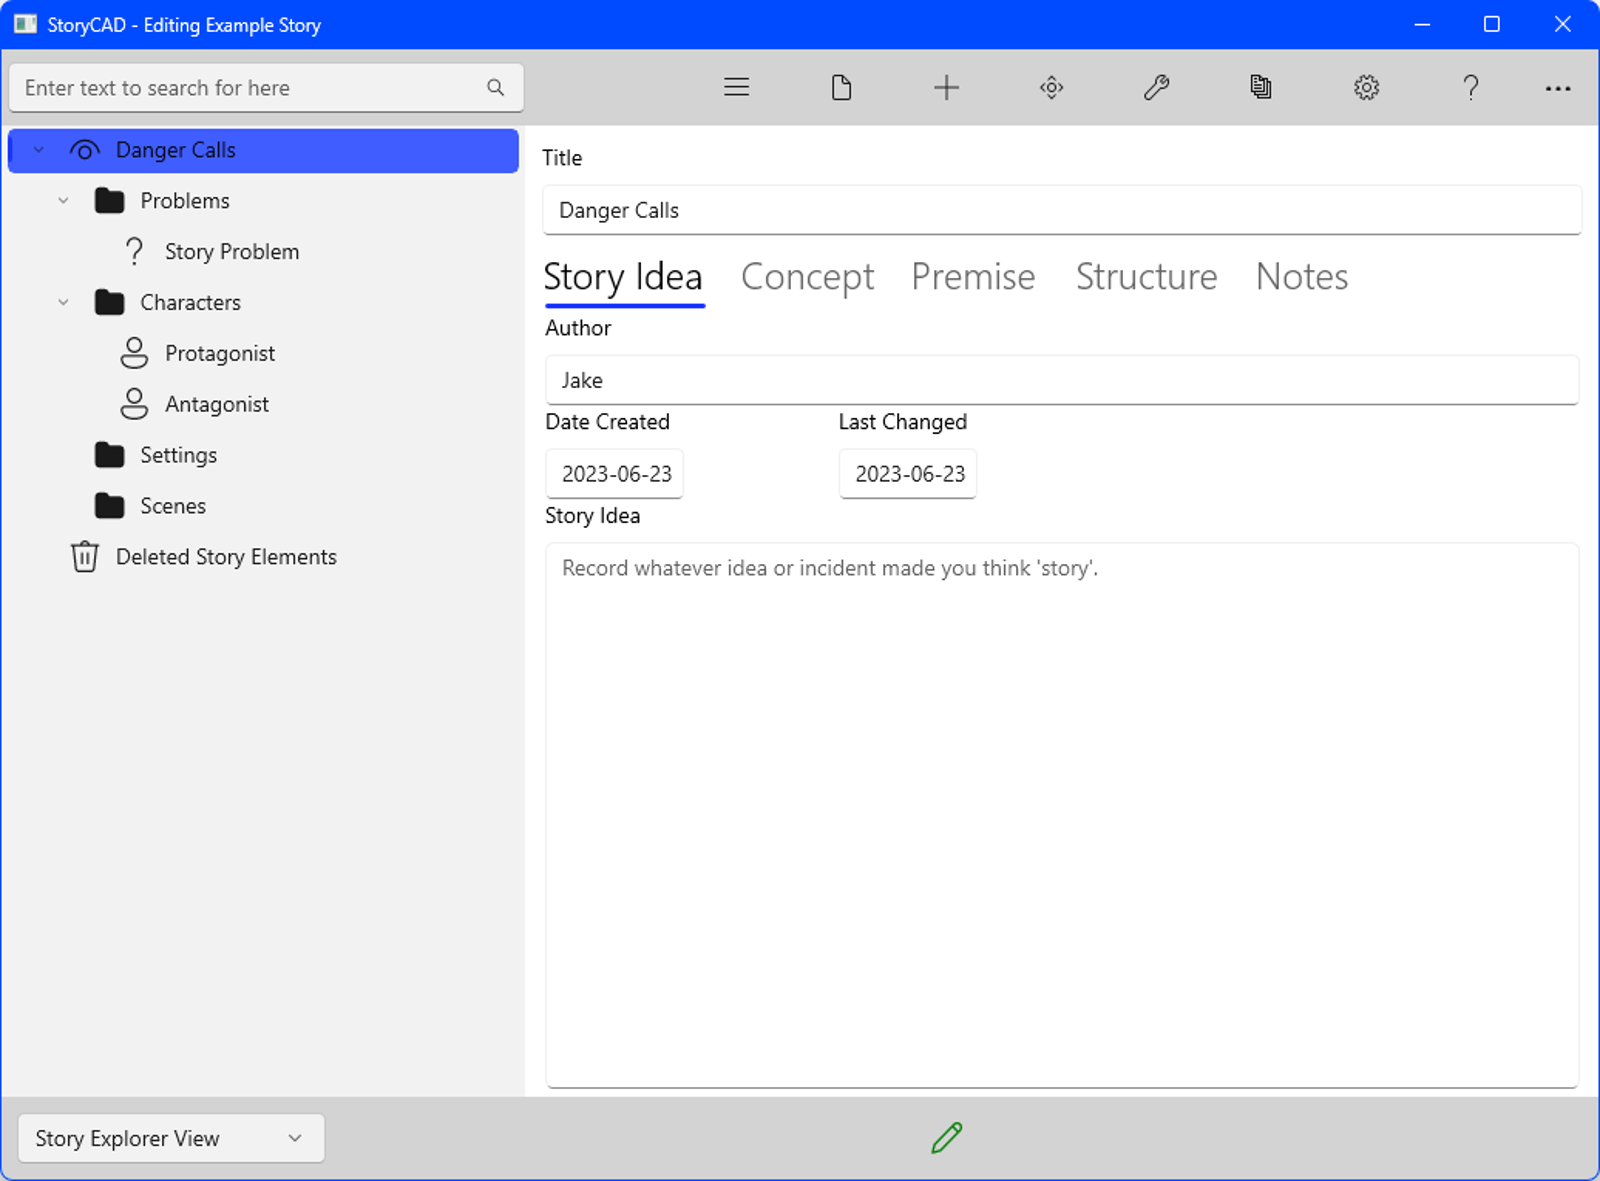 StoryCAD - Editing Example Story
Enter text to search for here
Danger Calls
Problems
Story Problem
Characters
Protagonist
Antagonist
Settings
Scenes
Deleted Story Elements
Title
Danger Calls
Story Idea Concept Premise Structure Notes
Author
Jake
Date Created Last Changed
2023-06-23 2023-06-23
Story Idea
Record whatever idea or incident made you think 'story'.
Story Explorer View